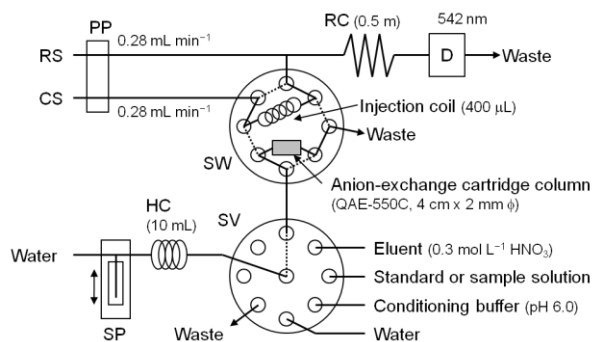 PP
RC (0.5 m)
542 nm
0.28 mL min⁻¹
RS
D
Waste
CS
0.28 mL min⁻¹
Injection coil (400 μL)
Waste
SW
Anion-exchange cartridge column
(QAE-550C, 4 cm x 2 mm ϕ)
HC
(10 mL)
SV
Water
Eluent (0.3 mol L⁻¹ HNO₃)
Standard or sample solution
Conditioning buffer (pH 6.0)
SP
Waste
Water